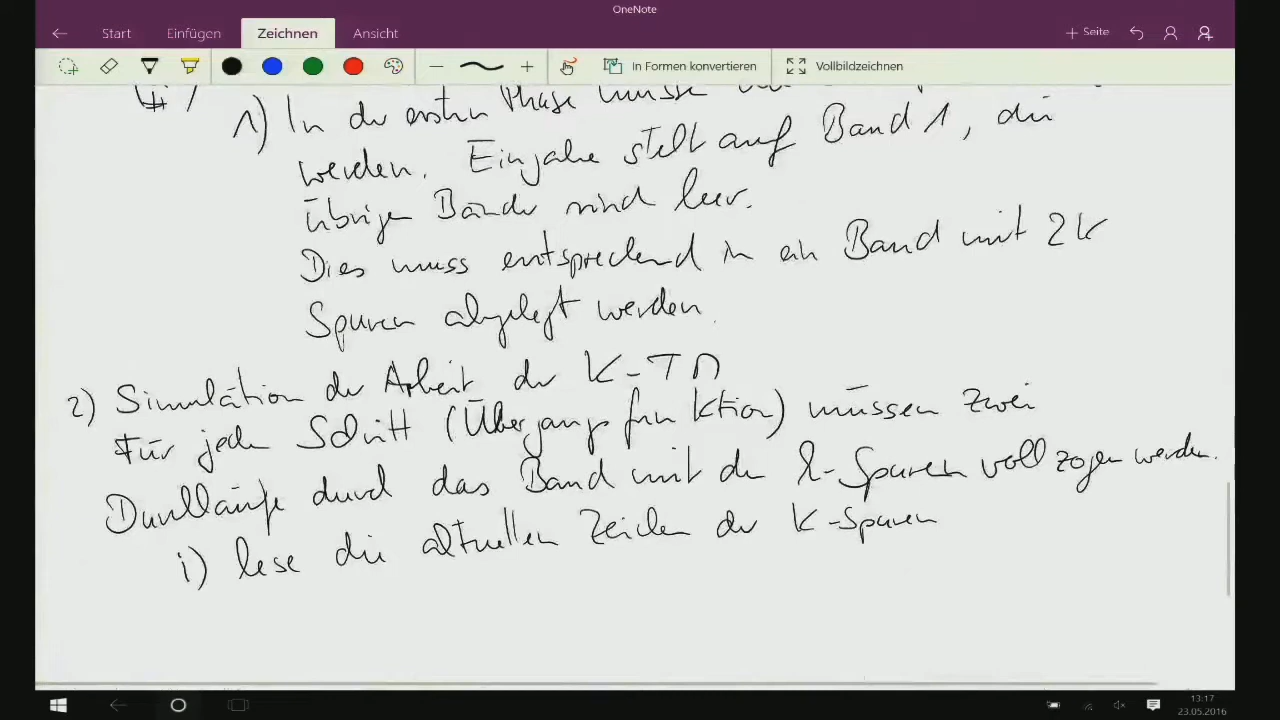 OneNote
Start Einfügen Zeichnen Ansicht
Seite
In Formen konvertieren Vollbildzeichnen
1) In der ersten Phase müsse
werden. Eingabe stelt auf Band 1, die
übrigen Bänder sind leer.
Dies muss entsprechend in ein Band mit 2k
Spuren abgelegt werden.
2) Simulation der Arbeit der K-TM
Für jeden Schritt (Übergangsfunktion) müssen zwei
Durchläufe durch das Band mit den 2-Spuren vollzogen werden.
i) lese die aktuellen Zeichen der K-Spuren
13:17
23.05.2016